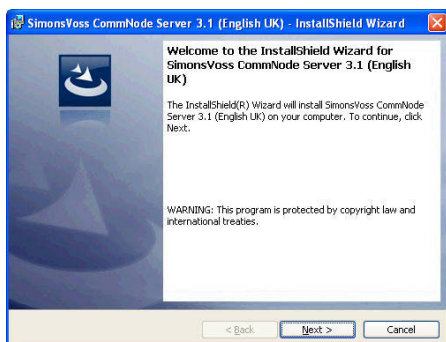 SimonsVoss CommNode Server 3.1 (English UK) - InstallShield Wizard
Welcome to the InstallShield Wizard for
SimonsVoss CommNode Server 3.1 (English
UK)
The InstallShield(R) Wizard will install SimonsVoss CommNode
Server 3.1 (English UK) on your computer. To continue, click
Next.
WARNING: This program is protected by copyright law and
international treaties.
< Back
Next >
Cancel